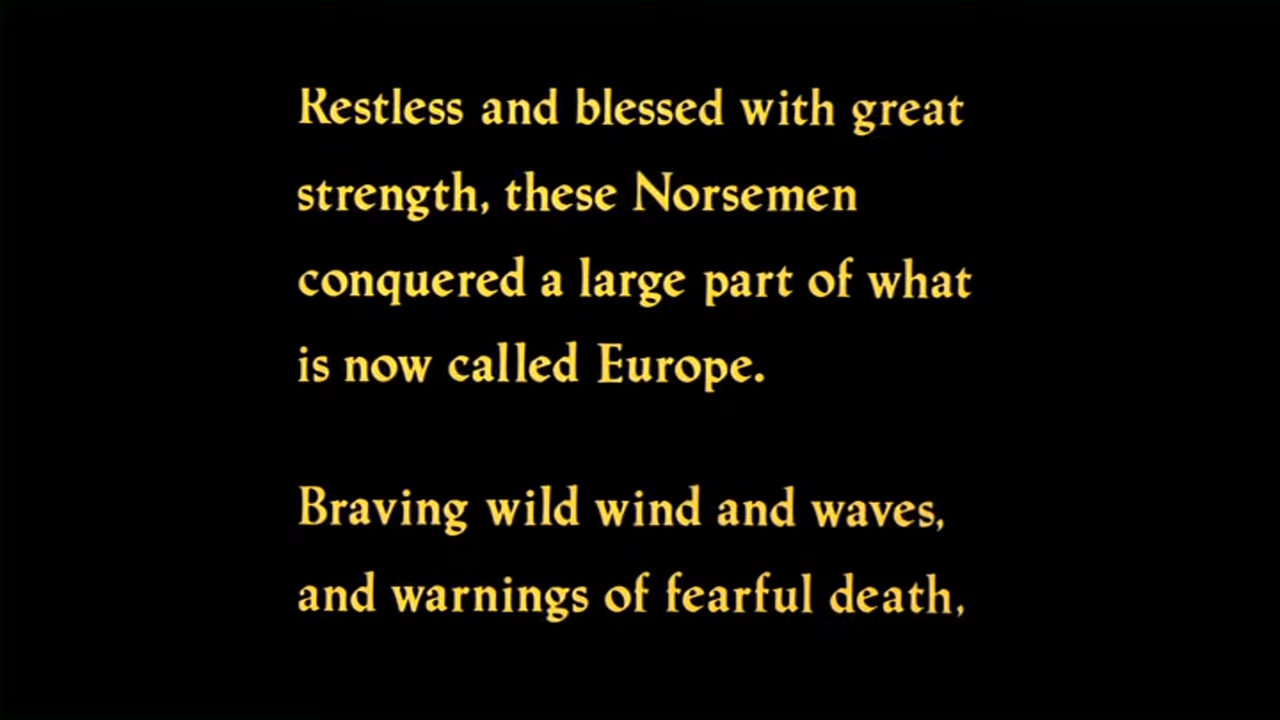 Restless and blessed with great
strength, these Norsemen
conquered a large part of what
is now called Europe.
Braving wild wind and waves,
and warnings of fearful death,